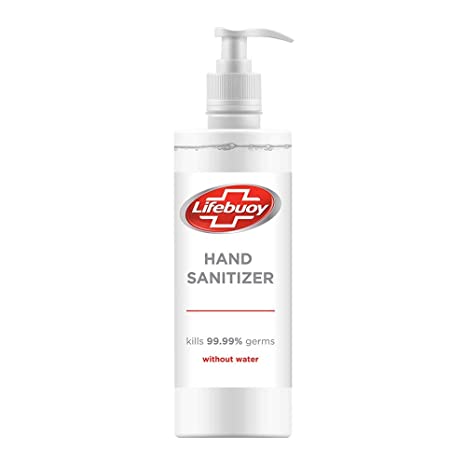 Lifebuoy
HAND
SANITIZER
kills 99.99% germs
without water